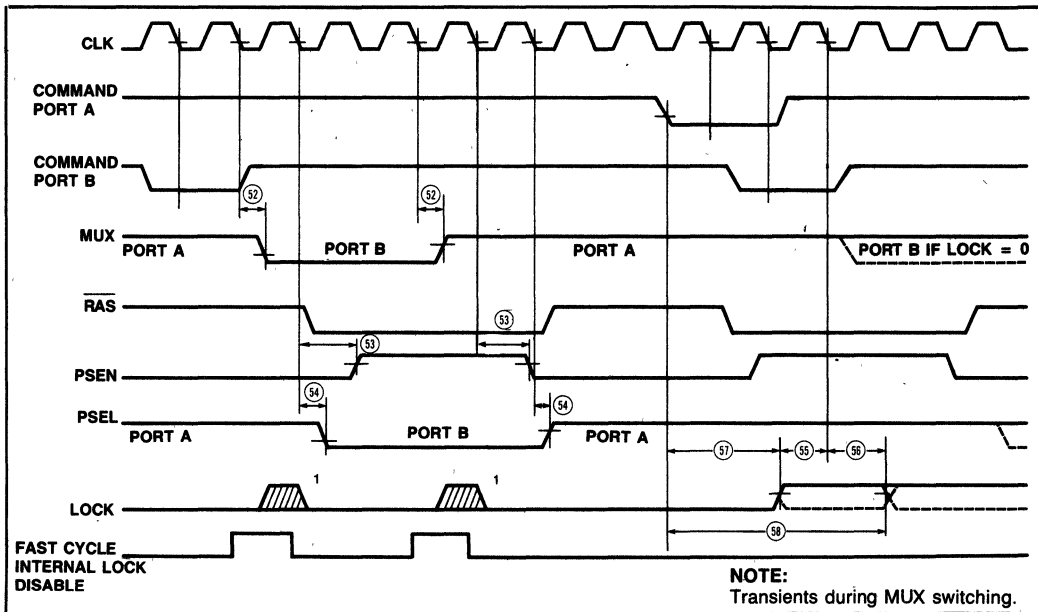 CLK
COMMAND
PORT A
COMMAND
PORT B
52
52
MUX
PORT A
PORT B
PORT A
PORT B IF LOCK = 0
RAS
53
53
PSEN
54
54
PSEL
PORT A
PORT B
PORT A
57
55
56
1
1
LOCK
58
FAST CYCLE
INTERNAL LOCK
DISABLE
NOTE:
Transients during MUX switching.